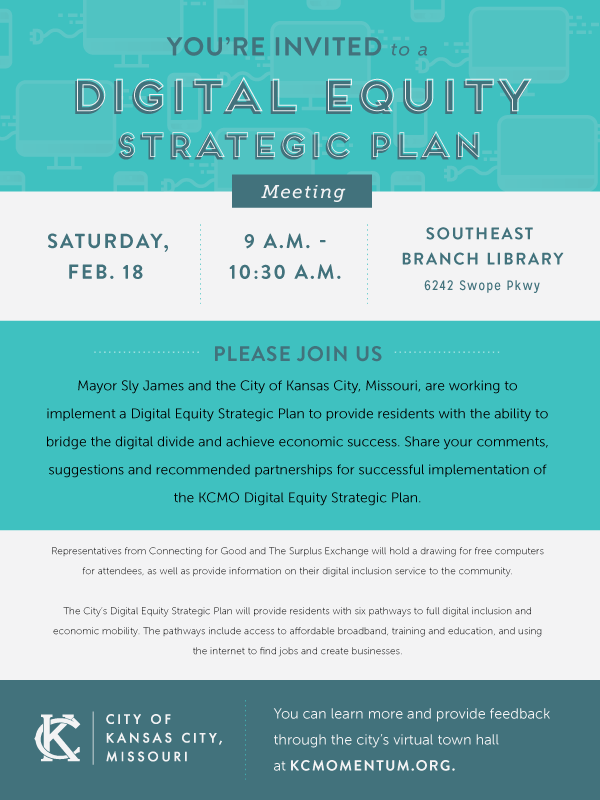 YOU'RE INVITED to a
DIGITAL EQUITY
STRATEGIC PLAN
Meeting
SATURDAY,
FEB. 18
9 A.M. -
10:30 A.M.
SOUTHEAST
BRANCH LIBRARY
6242 Swope Pkwy
PLEASE JOIN US
Mayor Sly James and the City of Kansas City, Missouri, are working to
implement a Digital Equity Strategic Plan to provide residents with the ability to
bridge the digital divide and achieve economic success. Share your comments,
suggestions and recommended partnerships for successful implementation of
the KCMO Digital Equity Strategic Plan.
Representatives from Connecting for Good and The Surplus Exchange will hold a drawing for free computers
for attendees, as well as provide information on their digital inclusion service to the community.
The City's Digital Equity Strategic Plan will provide residents with six pathways to full digital inclusion and
economic mobility. The pathways include access to affordable broadband, training and education, and using
the internet to find jobs and create businesses.
KC
CITY OF
KANSAS CITY,
MISSOURI
You can learn more and provide feedback
through the city's virtual town hall
at KCMOMENTUM.ORG.